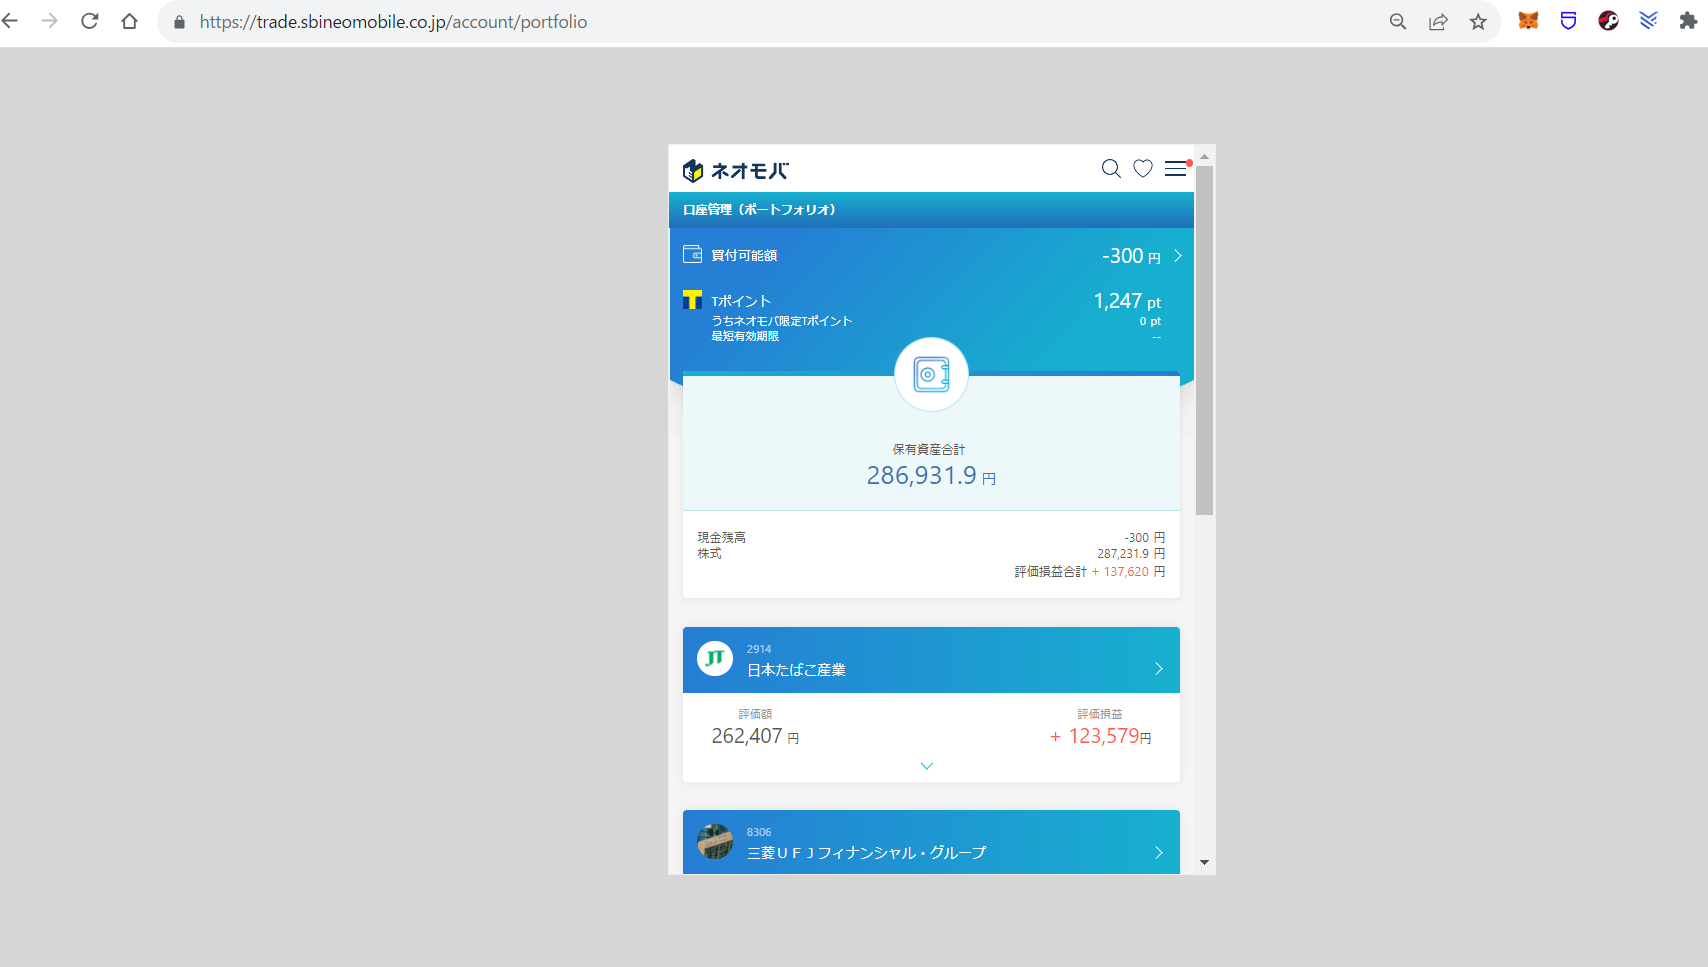 https://trade.sbineomobile.co.jp/account/portfolio
ネオモバ
口座管理（ポートフォリオ）
買付可能額 -300 円
Tポイント 1,247 pt
うちネオモバ限定Tポイント 0 pt
最短有効期限 --
保有資産合計
286,931.9 円
現金残高 -300 円
株式 287,231.9 円
評価損益合計 + 137,620 円
JT
2914
日本たばこ産業
評価額 評価損益
262,407 円 + 123,579円
8306
三菱ＵＦＪフィナンシャル・グループ